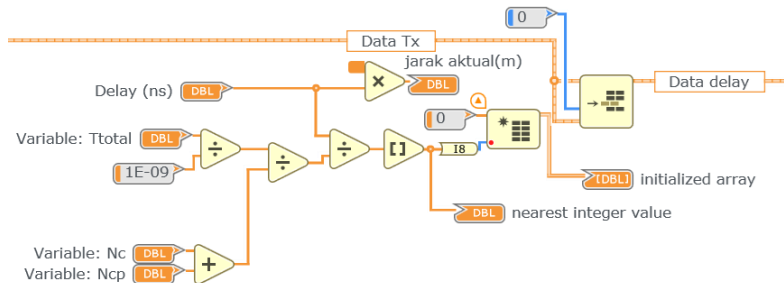 0
Data Tx
jarak aktual(m)
Delay (ns)
DBL
DBL
Data delay
0
Variable: Ttotal
DBL
I8
1E-09
[DBL]
initialized array
DBL
nearest integer value
Variable: Nc
DBL
Variable: Ncp
DBL